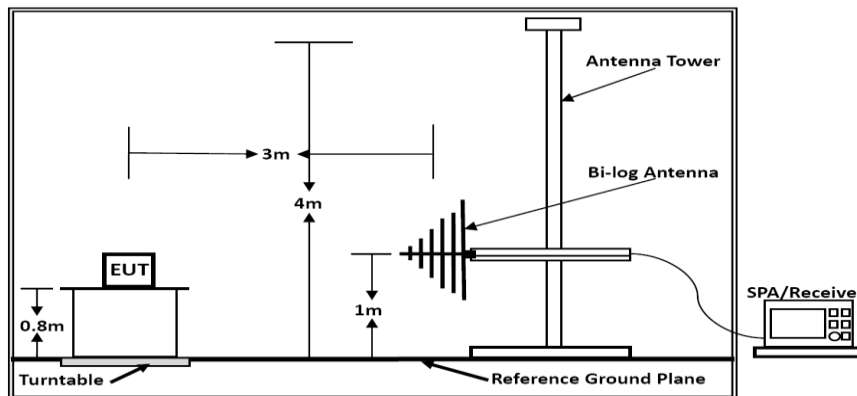 Antenna Tower
3m
Bi-log Antenna
4m
EUT
1m
0.8m
SPA/Receive
Turntable
Reference Ground Plane